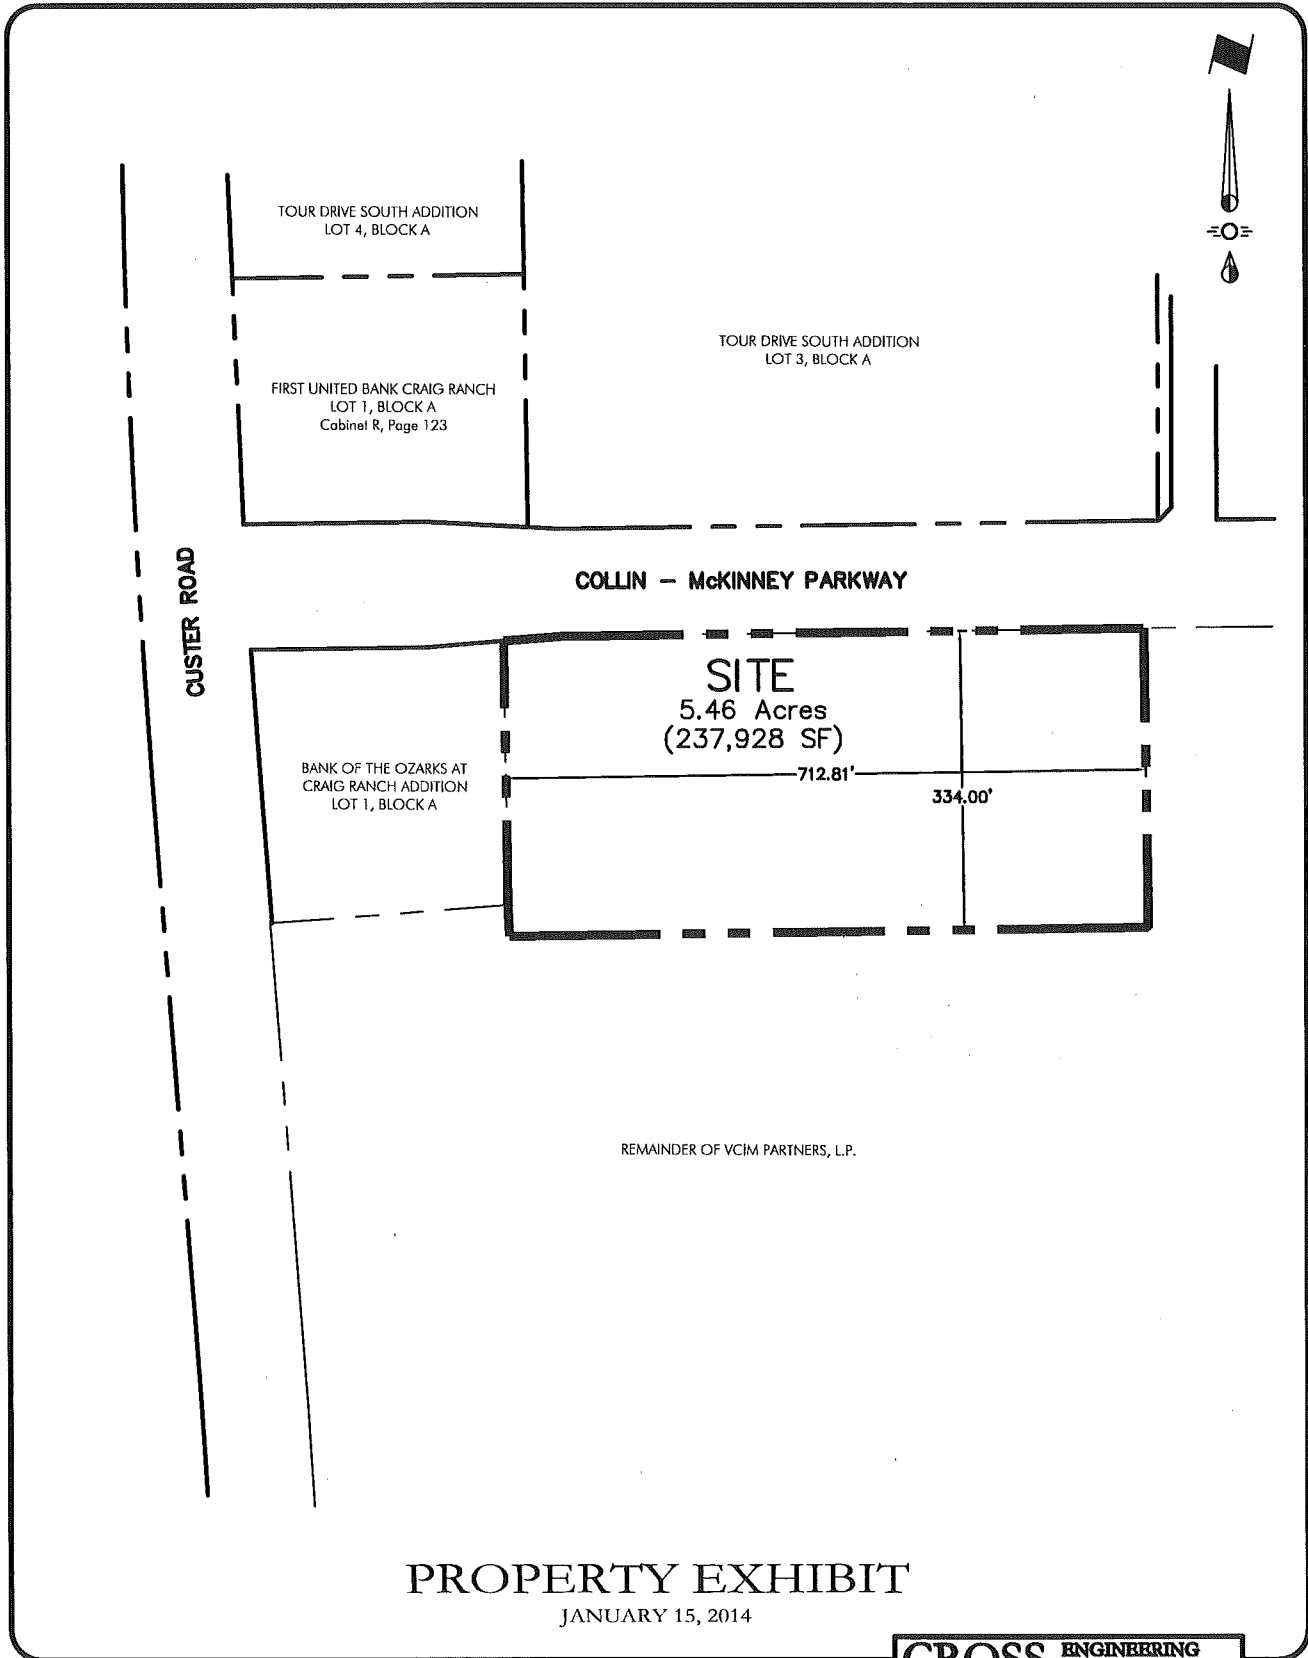 TOUR DRIVE SOUTH ADDITION
LOT 4, BLOCK A
TOUR DRIVE SOUTH ADDITION
LOT 3, BLOCK A
FIRST UNITED BANK CRAIG RANCH
LOT 1, BLOCK A
Cabinet R, Page 123
CUSTER ROAD
COLLIN - McKINNEY PARKWAY
SITE
5.46 Acres
(237,928 SF)
712.81'
334.00'
BANK OF THE OZARKS AT
CRAIG RANCH ADDITION
LOT 1, BLOCK A
REMAINDER OF VCIM PARTNERS, L.P.
PROPERTY EXHIBIT
JANUARY 15, 2014
CROSS ENGINEERING